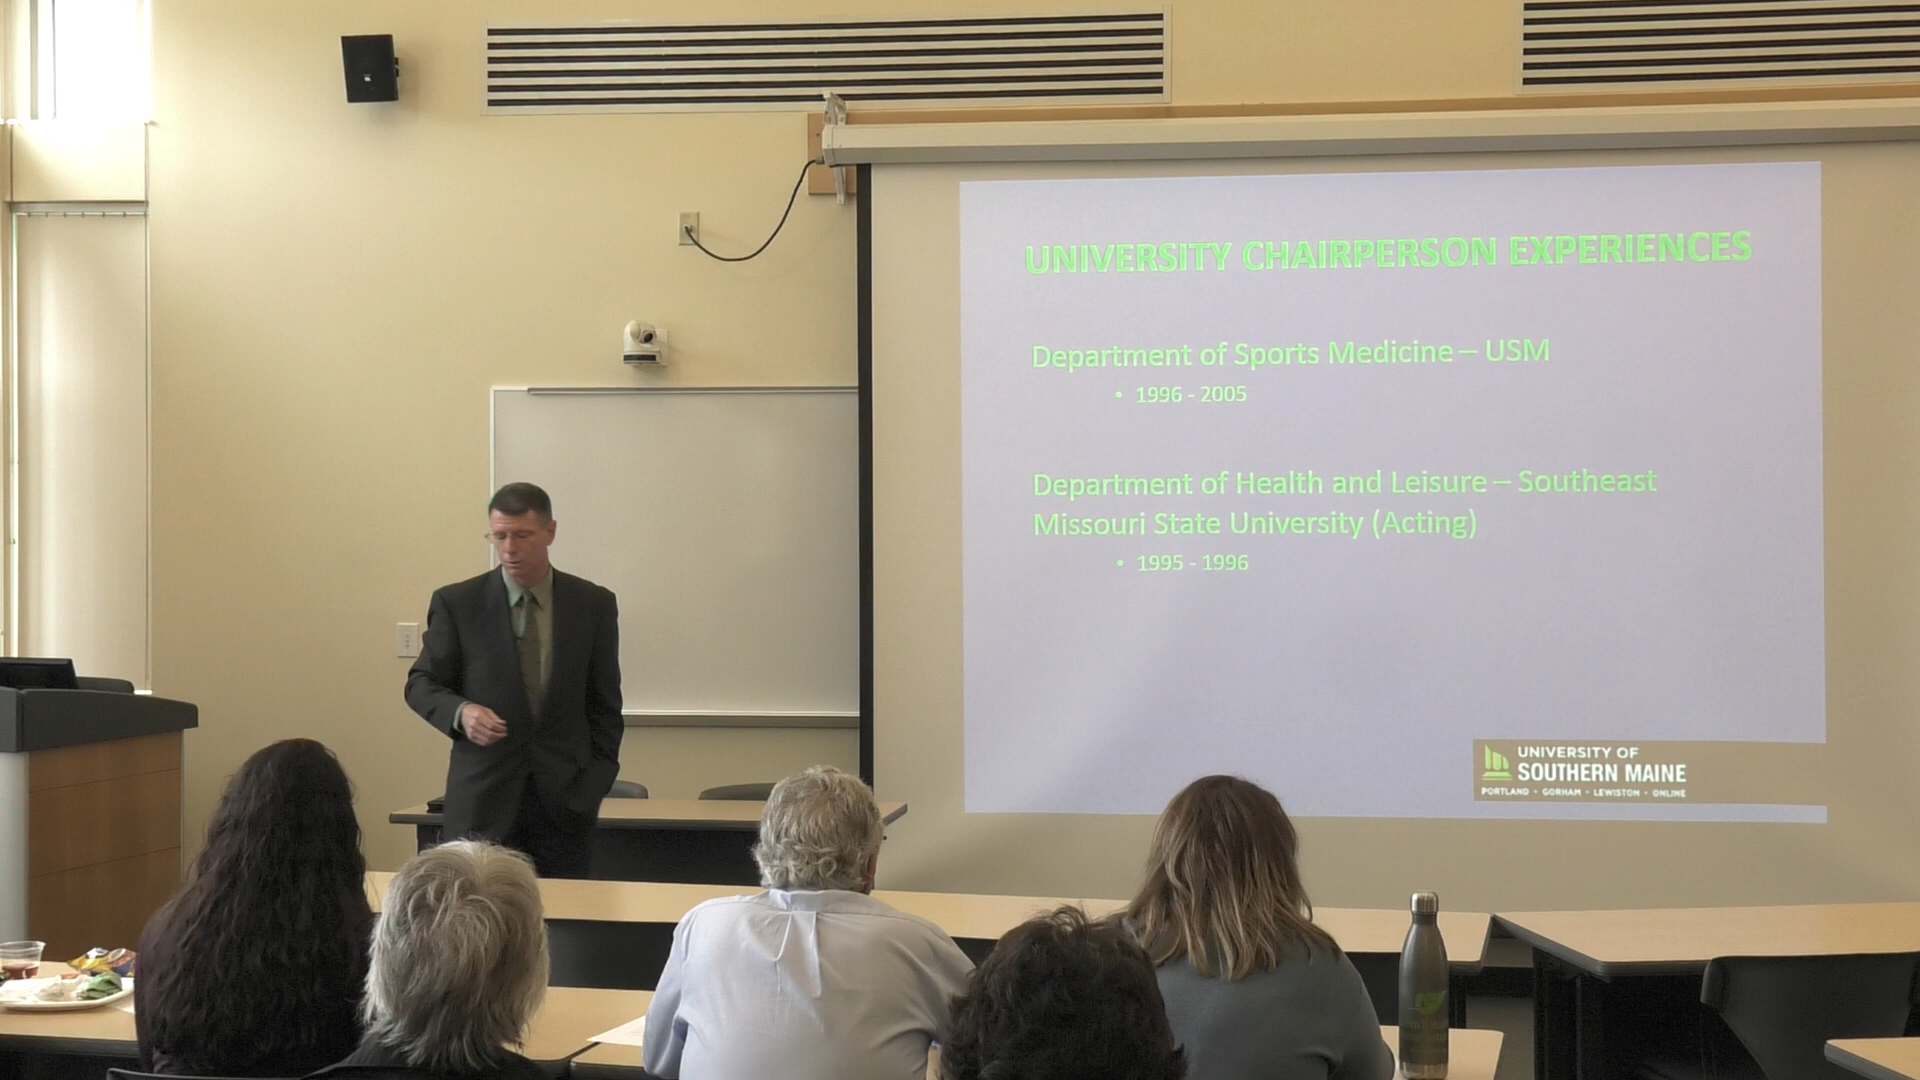 UNIVERSITY CHAIRPERSON EXPERIENCES
Department of Sports Medicine – USM
• 1996 - 2005
Department of Health and Leisure – Southeast
Missouri State University (Acting)
• 1995 - 1996
UNIVERSITY OF
SOUTHERN MAINE
PORTLAND • GORHAM • LEWISTON • ONLINE